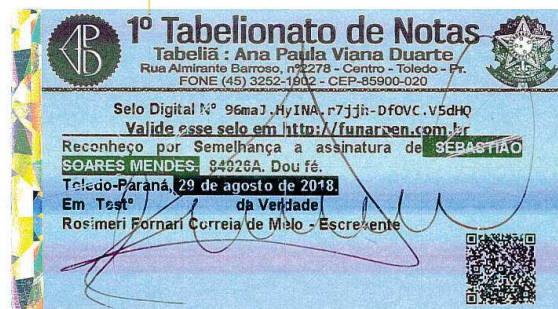 1º Tabelionato de Notas
Tabeliã : Ana Paula Viana Duarte
Rua Almirante Barroso, nº2278 - Centro - Toledo - Pr.
FONE (45) 3252-1902 - CEP-85900-020
Selo Digital Nº 96maJ.HyINA.r7jjh-DfOVC.V5dHQ
Valide esse selo em http://funarpen.com.br
Reconheço por Semelhança a assinatura de SEBASTIÃO
SOARES MENDES. 84926A. Dou fé.
Toledo-Paraná, 29 de agosto de 2018.
Em Testº da Verdade
Rosimeri Fornari Correia de Melo - Escrevente